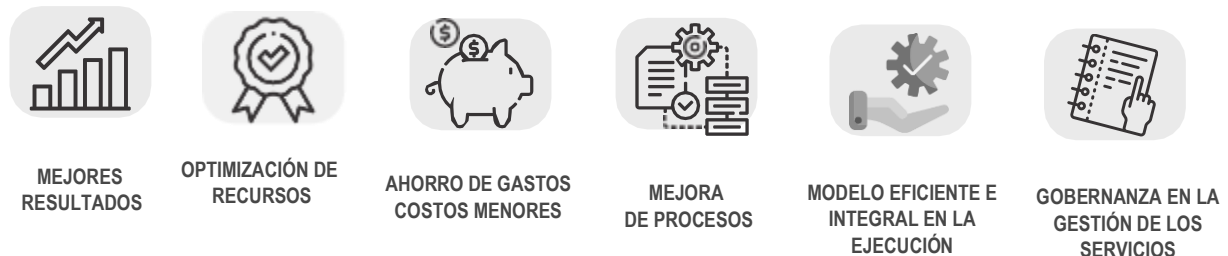 MEJORES
RESULTADOS
OPTIMIZACIÓN DE
RECURSOS
AHORRO DE GASTOS
COSTOS MENORES
MEJORA
DE PROCESOS
MODELO EFICIENTE E
INTEGRAL EN LA
EJECUCIÓN
GOBERNANZA EN LA
GESTIÓN DE LOS
SERVICIOS